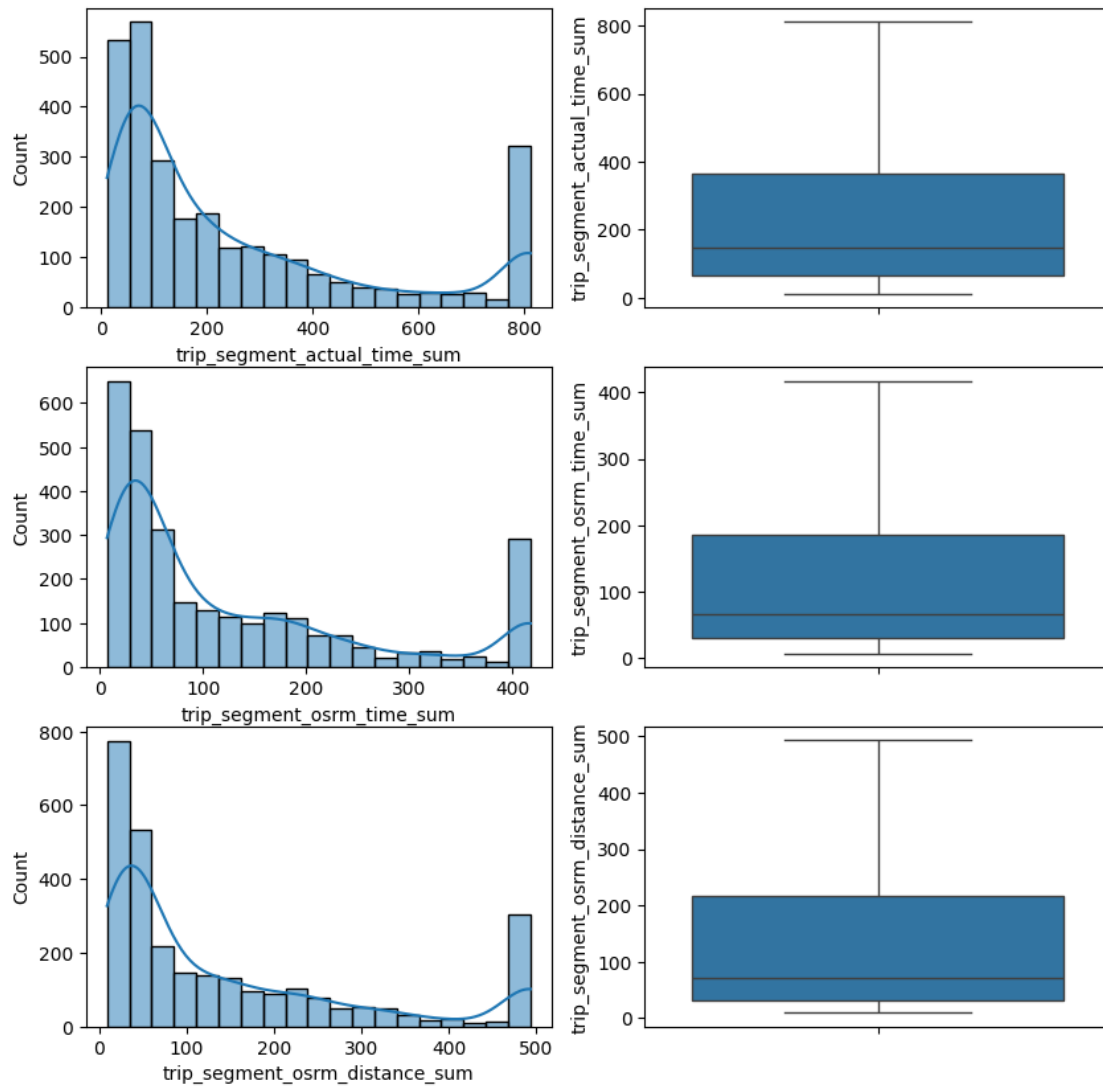 500
400
300
200
100
0
Count
0 200 400 600 800
trip_segment_actual_time_sum
800
600
400
200
0
trip_segment_actual_time_sum
600
500
400
300
200
100
0
Count
0 100 200 300 400
trip_segment_osrm_time_sum
400
300
200
100
0
trip_segment_osrm_time_sum
800
600
400
200
0
Count
0 100 200 300 400 500
trip_segment_osrm_distance_sum
500
400
300
200
100
0
trip_segment_osrm_distance_sum